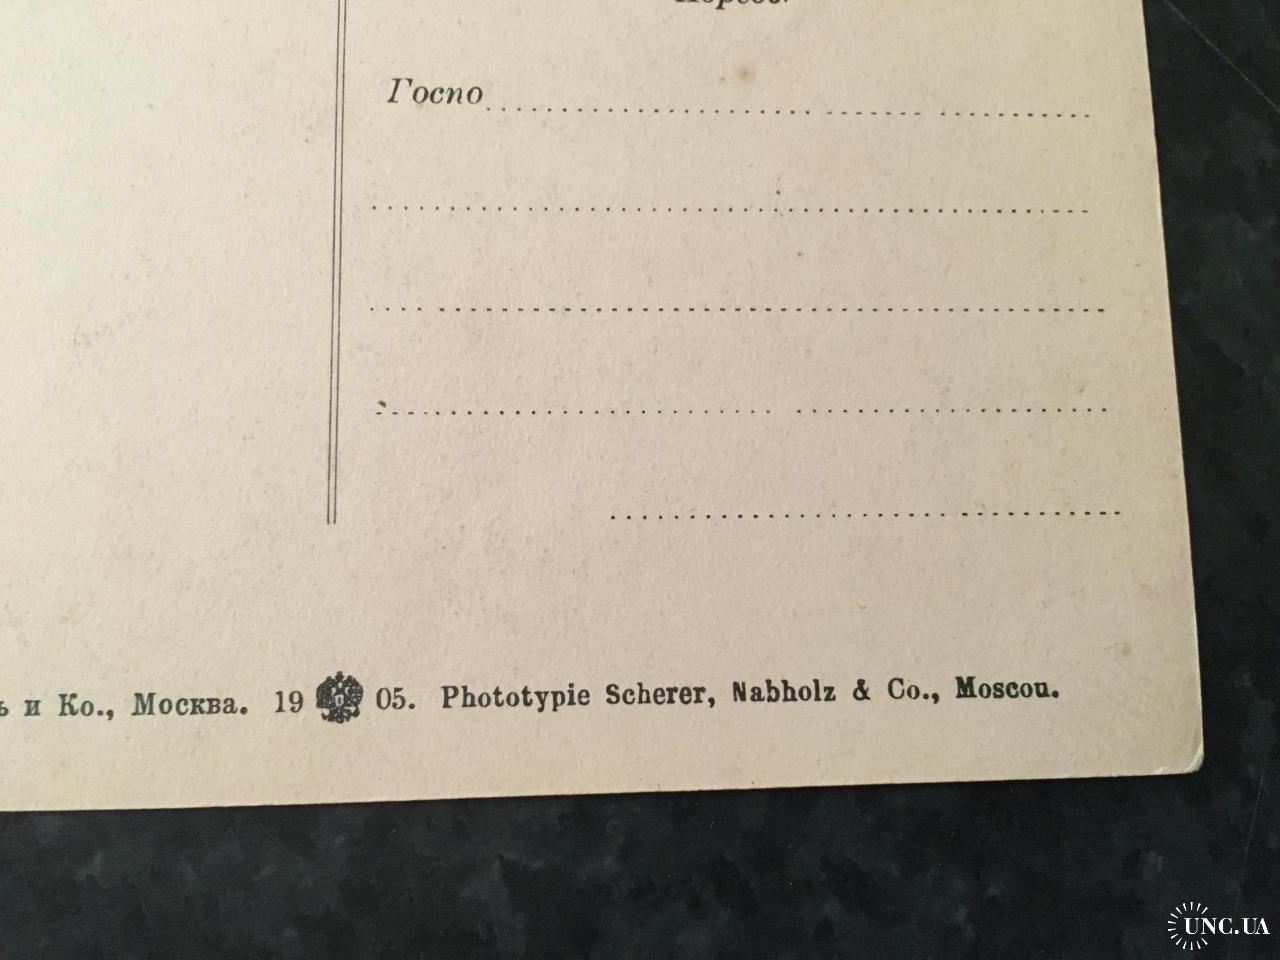 Госпо
ь и Ко., Москва. 19 05. Phototypie Scherer, Nabholz & Co., Moscou.
UNC.UA